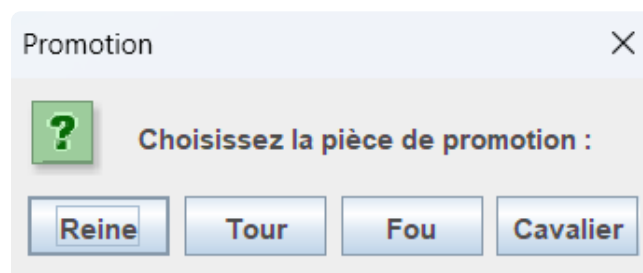 Promotion
Choisissez la pièce de promotion :
Reine Tour Fou Cavalier